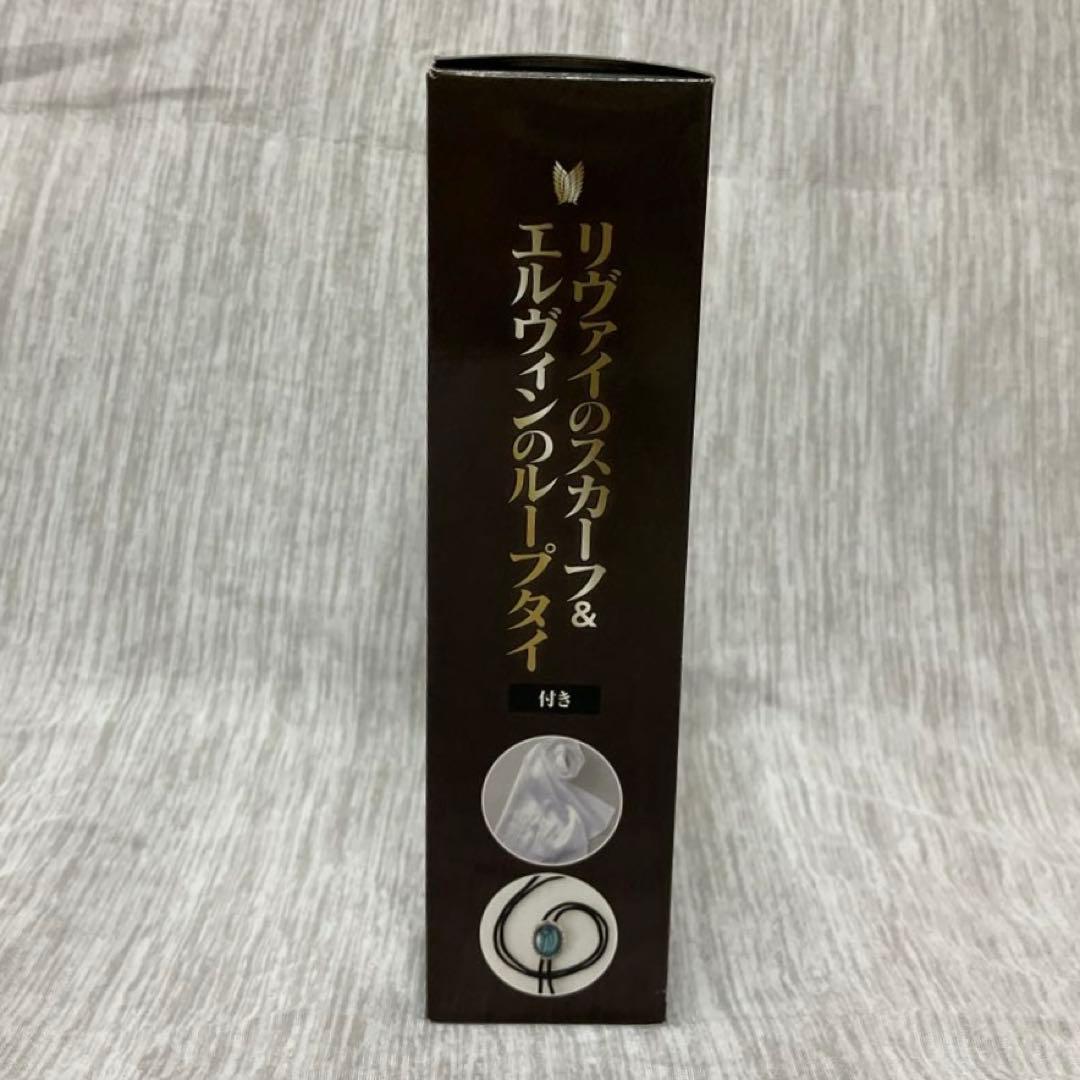 リヴァイのスカーフ&
エルヴィンのループタイ
付き